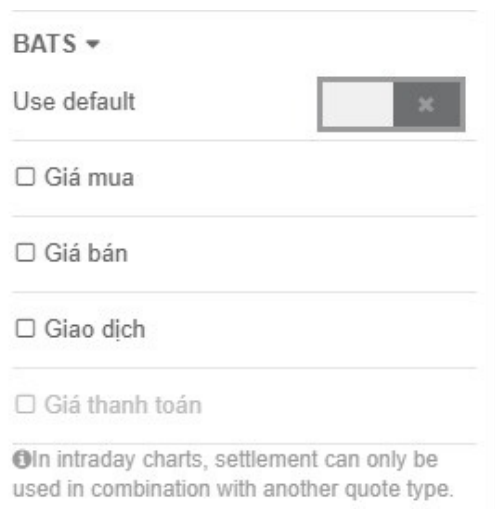 BATS
Use default
Giá mua
Giá bán
Giao dịch
Giá thanh toán
In intraday charts, settlement can only be
used in combination with another quote type.